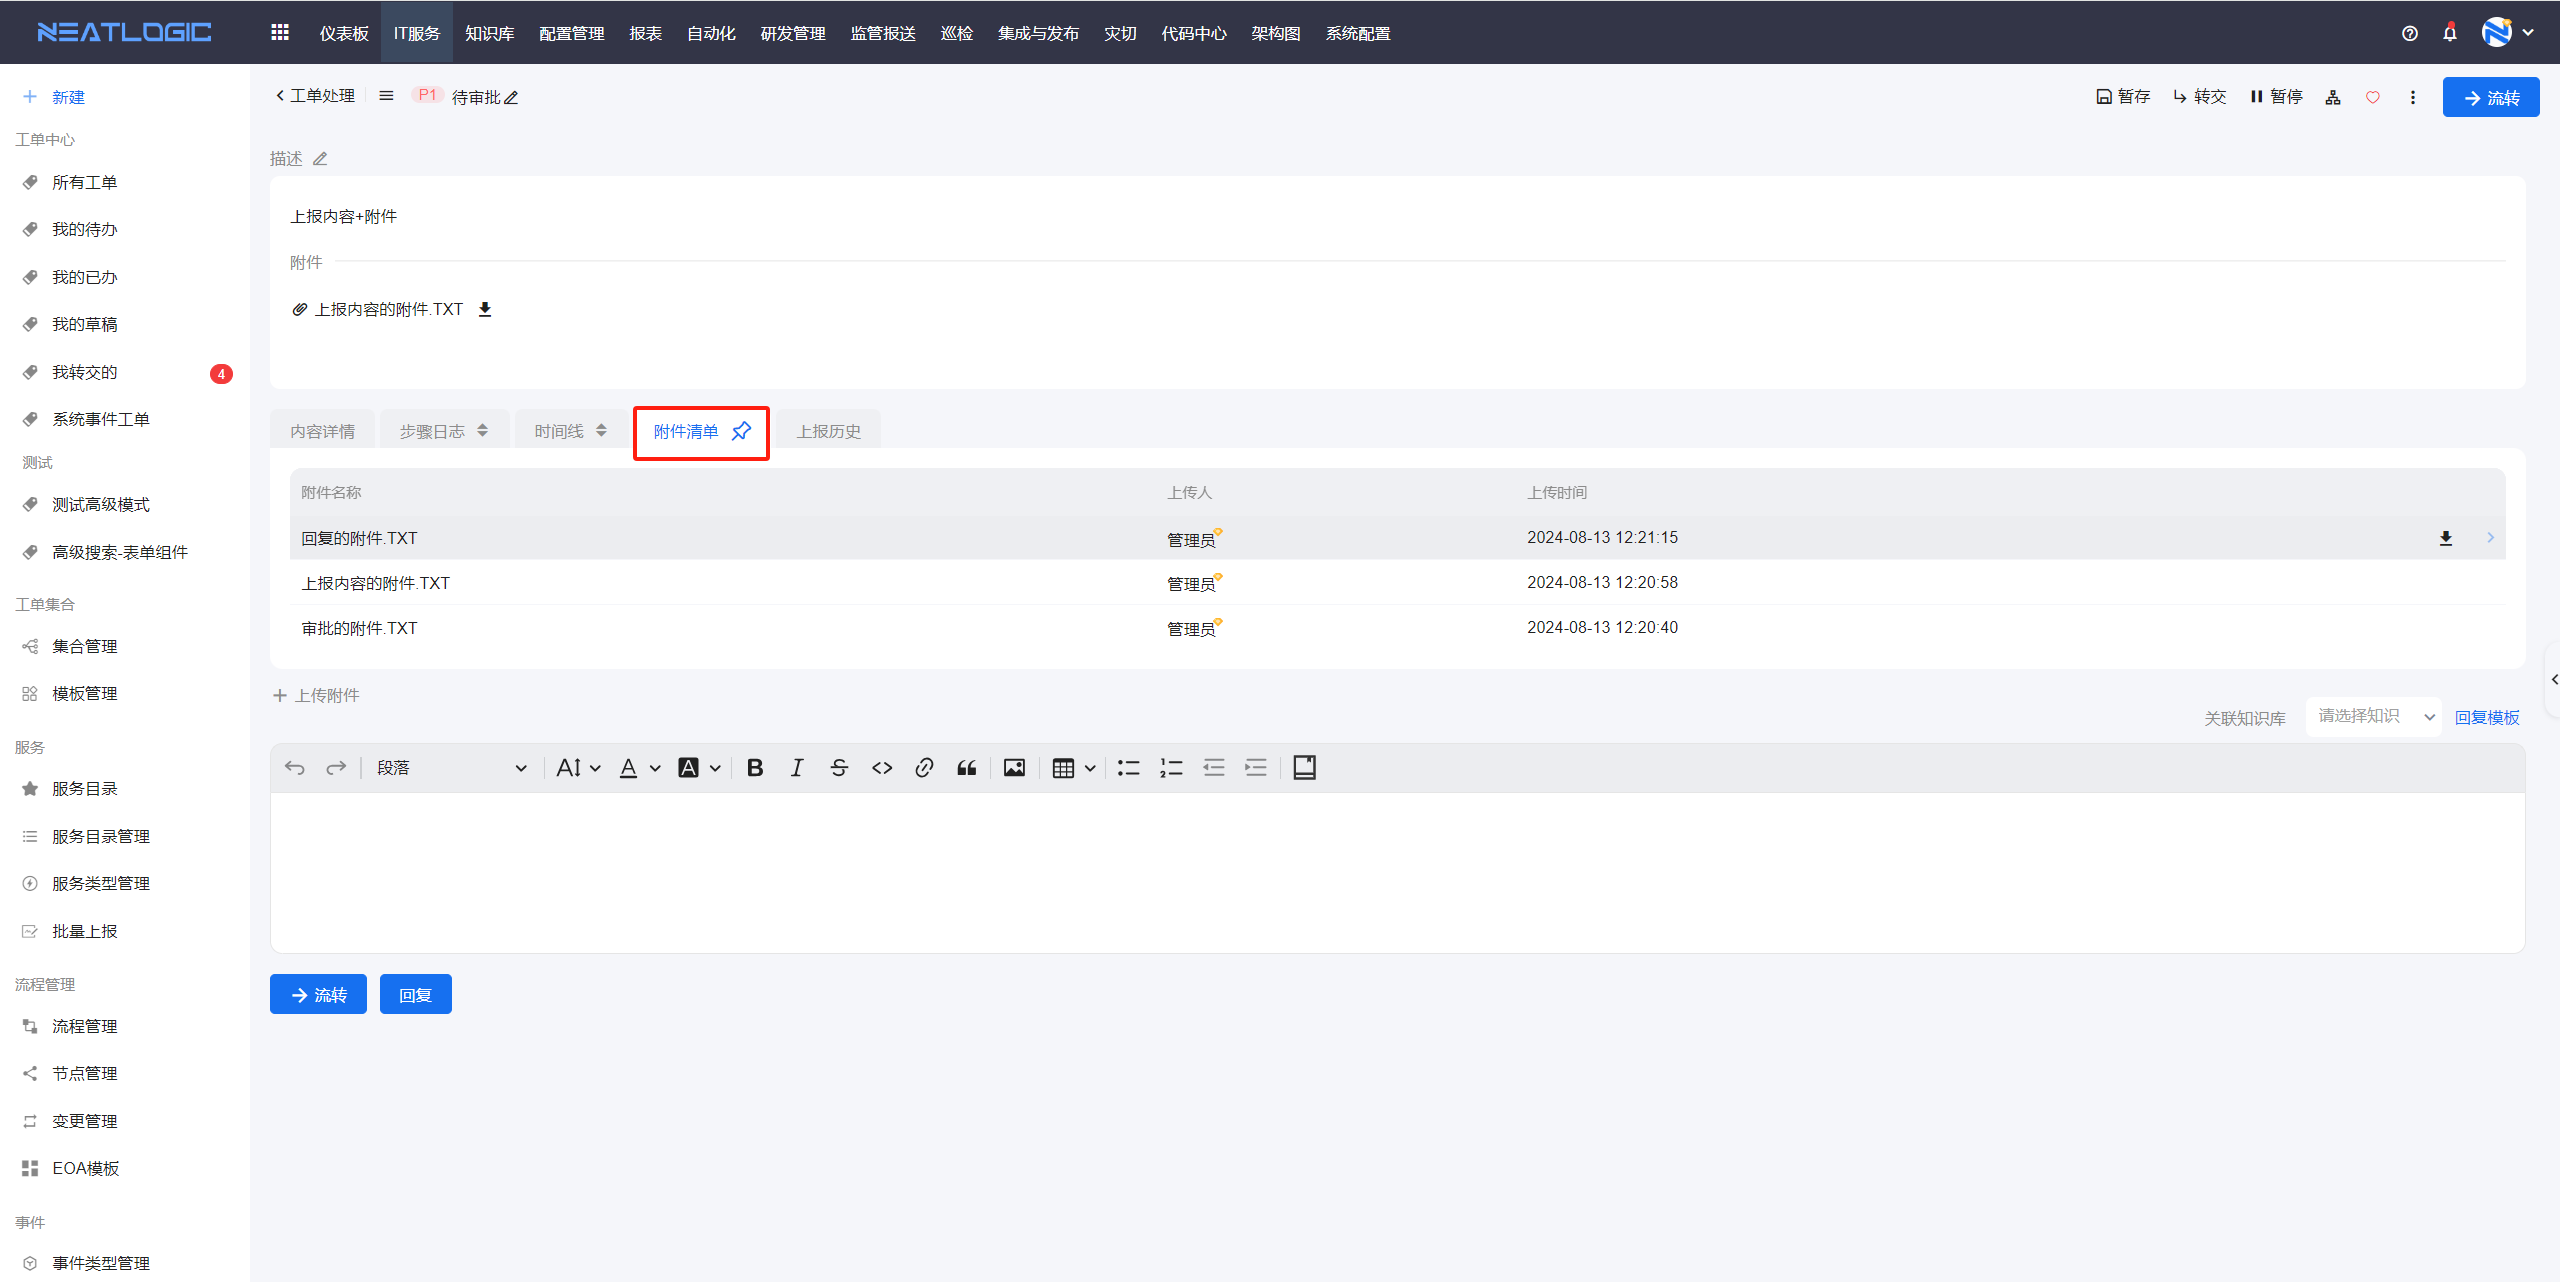 NEATLOGIC
仪表板 IT服务 知识库 配置管理 报表 自动化 研发管理 监管报送 巡检 集成与发布 灾切 代码中心 架构图 系统配置
新建
工单中心
所有工单
我的待办
我的已办
我的草稿
我转交的 4
系统事件工单
测试
测试高级模式
高级搜索-表单组件
工单集合
集合管理
模板管理
服务
服务目录
服务目录管理
服务类型管理
批量上报
流程管理
流程管理
节点管理
变更管理
EOA模板
事件
事件类型管理
工单处理 P1 待审批 暂存 转交 暂停 流转
描述
上报内容+附件
附件
上报内容的附件.TXT
内容详情 步骤日志 时间线 附件清单 上报历史
附件名称 上传人 上传时间
回复的附件.TXT 管理员 2024-08-13 12:21:15
上报内容的附件.TXT 管理员 2024-08-13 12:20:58
审批的附件.TXT 管理员 2024-08-13 12:20:40
上传附件
关联知识库 请选择知识 回复模板
段落
流转 回复